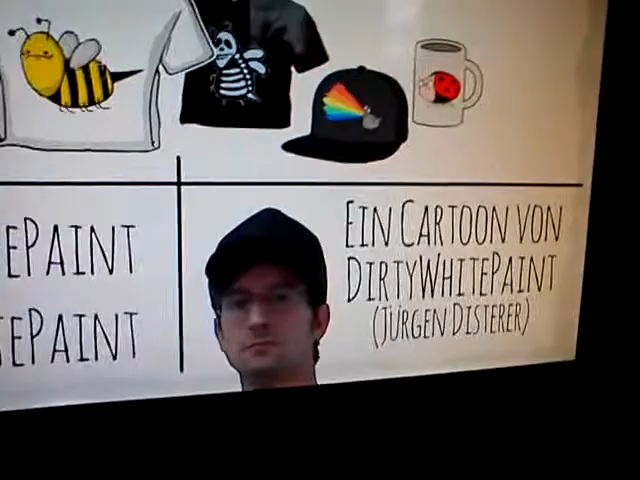 EPAINT
EPAINT
EIN CARTOON VON
DIRTYWHITEPAINT
(JÜRGEN DISTERER)